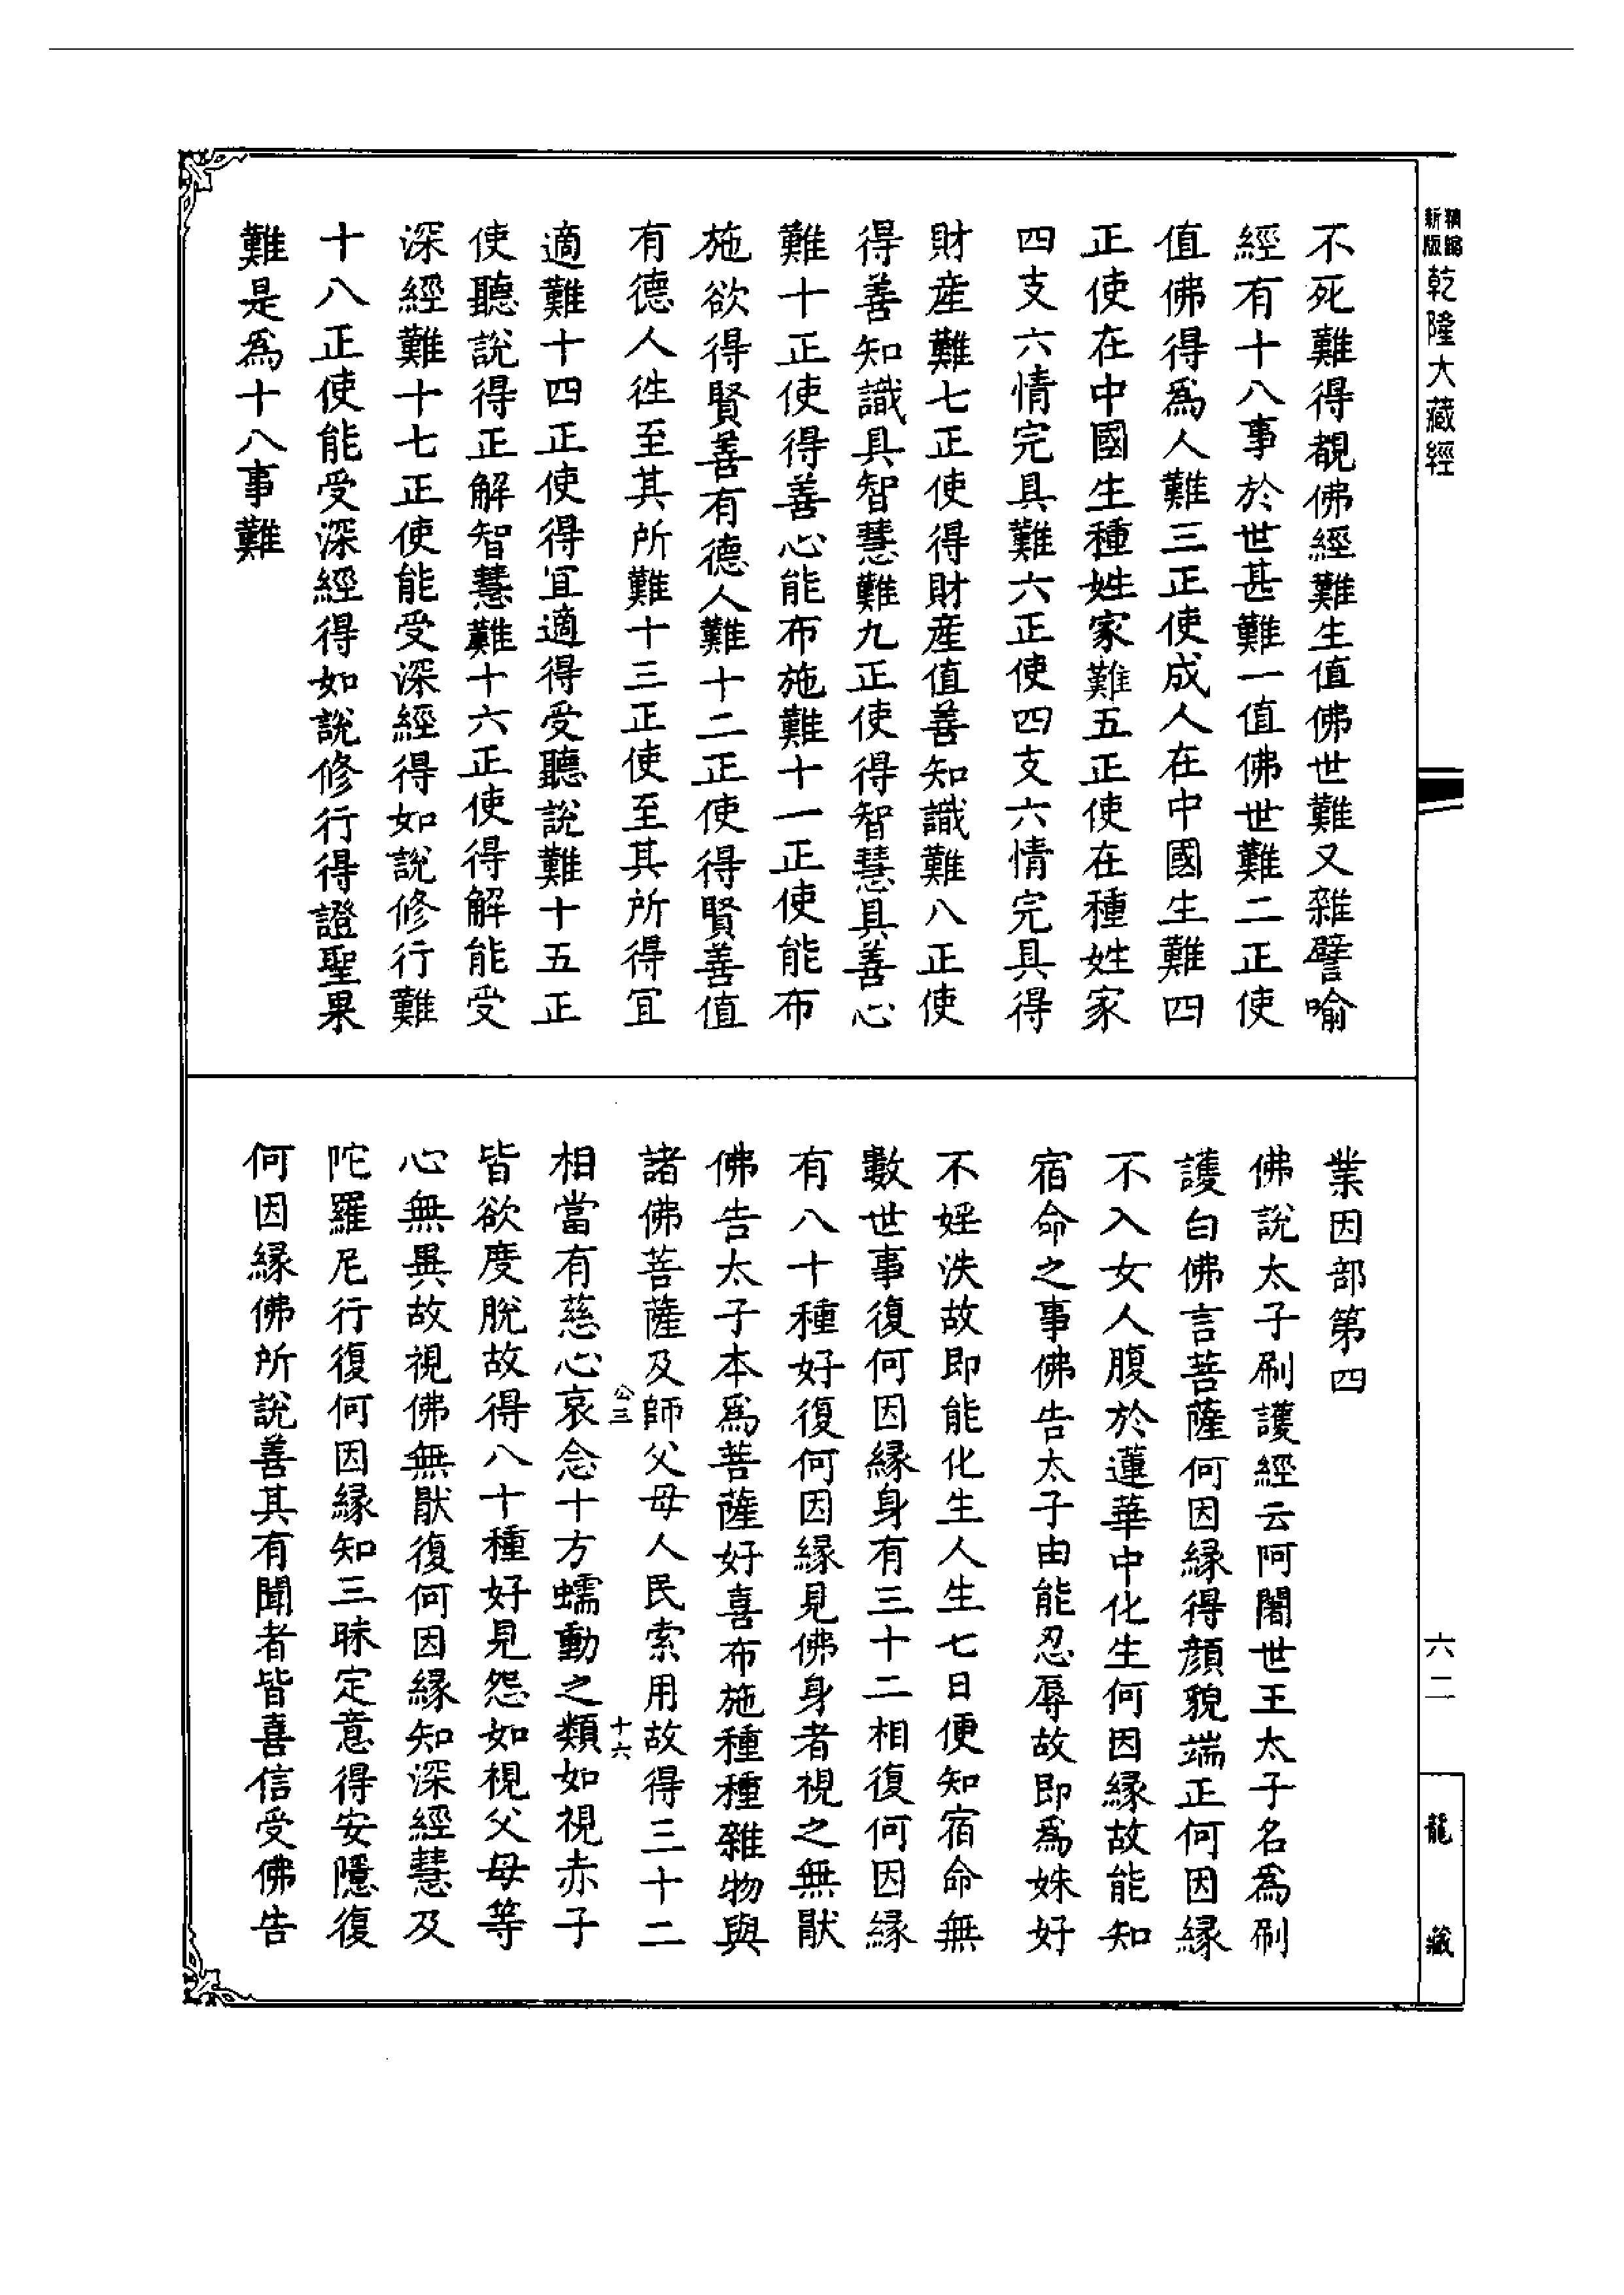 新版
精編
乾隆大藏經
不死難得覩佛經難生值佛世難又雜譬喻
經有十八事於世甚難一值佛世難二正使
值佛得爲人難三正使成人在中國生難四
正使在中國生種姓家難五正使在種姓家
四支六情完具難六正使四支六情完具得
財産難七正使得財産值善知識難八正使
得善知識具智慧難九正使得智慧具善心
難十正使得善心能布施難十一正使能布
施欲得賢善有德人難十二正使得賢善值
有德人徃至其所難十三正使至其所得宜
適難十四正使得宜適得受聽說難十五正
使聽說得正解智慧難十六正使得解能受
深經難十七正使能受深經得如說修行難
十八正使能受深經得如說修行得證聖果
難是爲十八事難
業因部第四
佛說太子刷護經云阿闍世王太子名爲刷
護白佛言菩薩何因緣得顏貌端正何因緣
不入女人腹於蓮華中化生何因緣故能知
宿命之事佛告太子由能忍辱故即爲姝好
不婬泆故即能化生人生七日便知宿命無
數世事復何因緣身有三十二相復何因緣
有八十種好復何因緣見佛身者視之無猒
佛告太子本爲菩薩好喜布施種種雜物與
諸佛菩薩及師父母人民索用故得三十二
公三
十六
相當有慈心哀念十方蠕動之類如視赤子
皆欲度脫故得八十種好見怨如視父母等
心無異故視佛無猒復何因緣知深經慧及
陀羅尼行復何因緣知三昧定意得安隱復
何因緣佛所說善其有聞者皆喜信受佛告
六二
龍藏